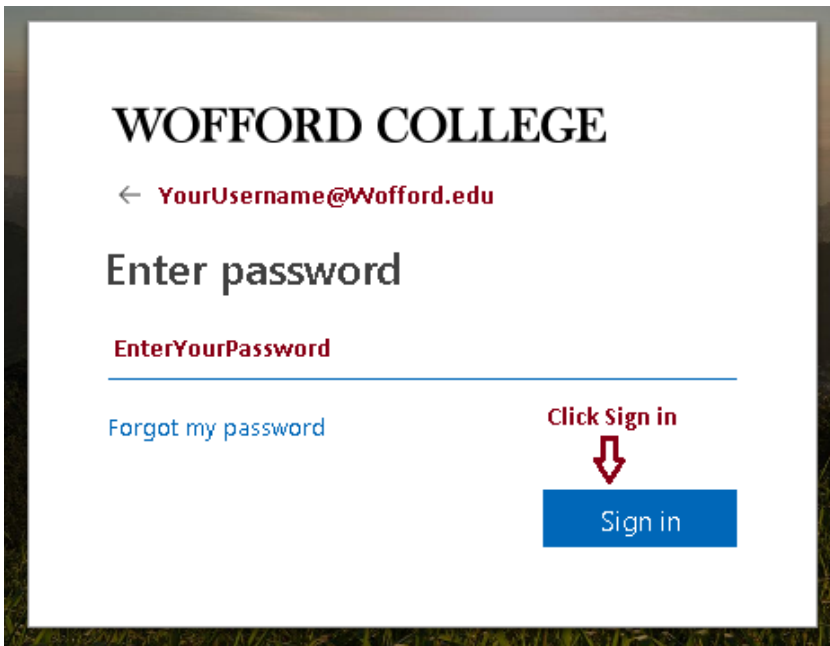 WOFFORD COLLEGE
← YourUsername@Wofford.edu
Enter password
EnterYourPassword
Forgot my password
Click Sign in
Sign in